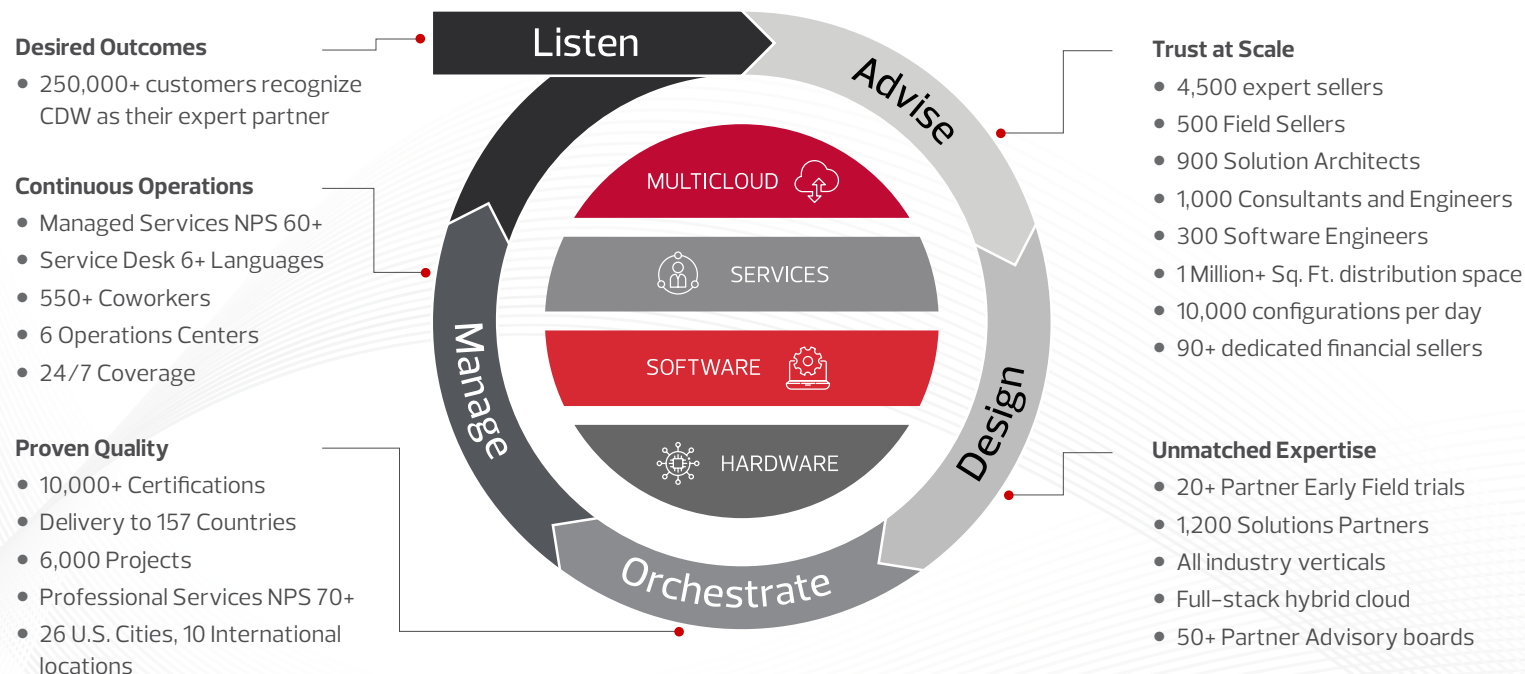 Desired Outcomes
• 250,000+ customers recognize
CDW as their expert partner
Continuous Operations
• Managed Services NPS 60+
• Service Desk 6+ Languages
• 550+ Coworkers
• 6 Operations Centers
• 24/7 Coverage
Proven Quality
• 10,000+ Certifications
• Delivery to 157 Countries
• 6,000 Projects
• Professional Services NPS 70+
• 26 U.S. Cities, 10 International
locations
Listen
Advise
Design
Orchestrate
Manage
MULTICLOUD
SERVICES
SOFTWARE
HARDWARE
Trust at Scale
• 4,500 expert sellers
• 500 Field Sellers
• 900 Solution Architects
• 1,000 Consultants and Engineers
• 300 Software Engineers
• 1 Million+ Sq. Ft. distribution space
• 10,000 configurations per day
• 90+ dedicated financial sellers
Unmatched Expertise
• 20+ Partner Early Field trials
• 1,200 Solutions Partners
• All industry verticals
• Full-stack hybrid cloud
• 50+ Partner Advisory boards